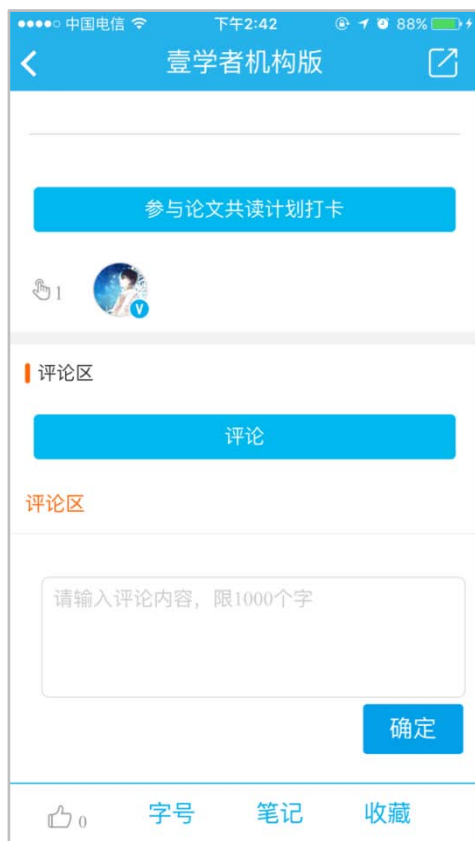 中国电信 下午2:42 88%
壹学者机构版
参与论文共读计划打卡
1
V
评论区
评论
评论区
请输入评论内容，限1000个字
确定
0 字号 笔记 收藏